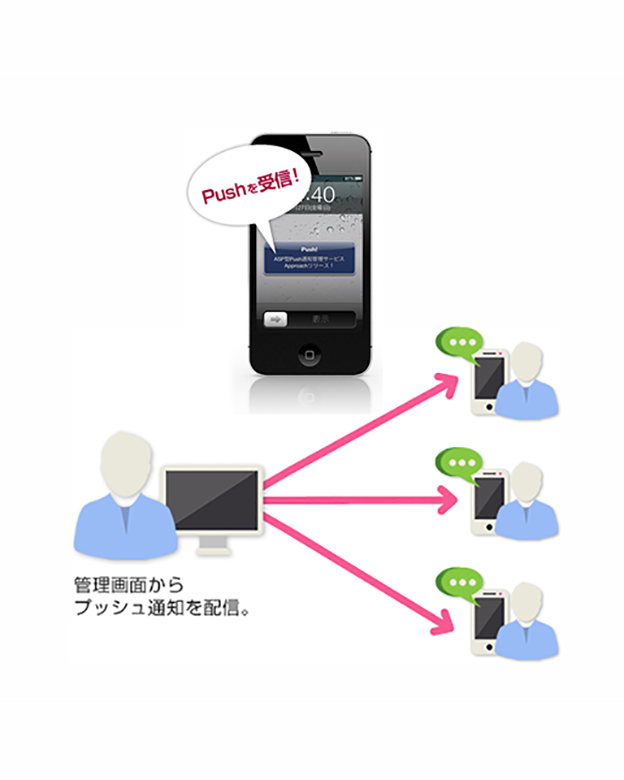 Pushを受信!
:40
Push!
ASP型Push通知管理サービス
Approachリリース!
表示
管理画面から
プッシュ通知を配信。